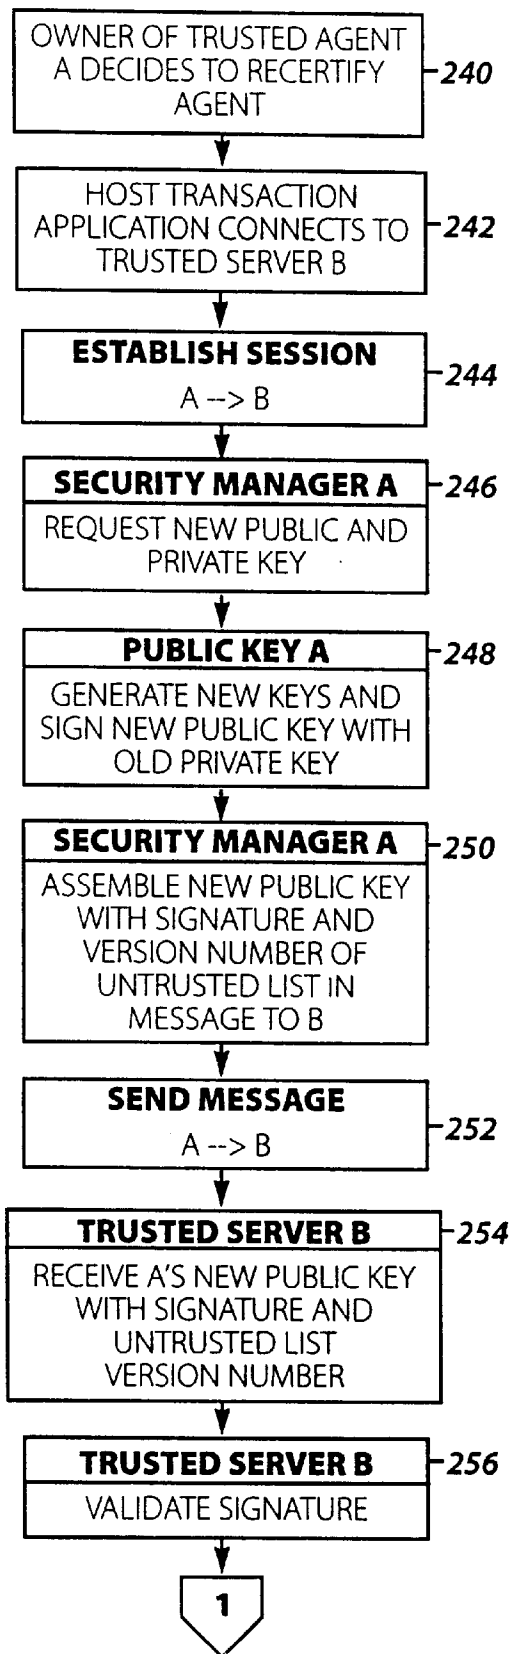 OWNER OF TRUSTED AGENT
A DECIDES TO RECERTIFY
AGENT
240
HOST TRANSACTION
APPLICATION CONNECTS TO
TRUSTED SERVER B
242
ESTABLISH SESSION
A --> B
244
SECURITY MANAGER A
246
REQUEST NEW PUBLIC AND
PRIVATE KEY
PUBLIC KEY A
248
GENERATE NEW KEYS AND
SIGN NEW PUBLIC KEY WITH
OLD PRIVATE KEY
SECURITY MANAGER A
250
ASSEMBLE NEW PUBLIC KEY
WITH SIGNATURE AND
VERSION NUMBER OF
UNTRUSTED LIST IN
MESSAGE TO B
SEND MESSAGE
A --> B
252
TRUSTED SERVER B
254
RECEIVE A'S NEW PUBLIC KEY
WITH SIGNATURE AND
UNTRUSTED LIST
VERSION NUMBER
TRUSTED SERVER B
256
VALIDATE SIGNATURE
1